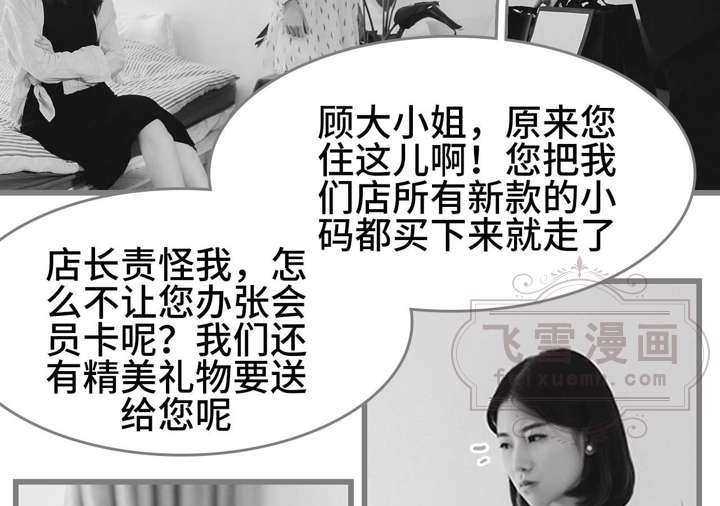 顾大小姐，原来您
住这儿啊！您把我
们店所有新款的小
码都买下来就走了
店长责怪我，怎
么不让您办张会
员卡呢？我们还
有精美礼物要送
给您呢
飞雪漫画
feixuemh.com